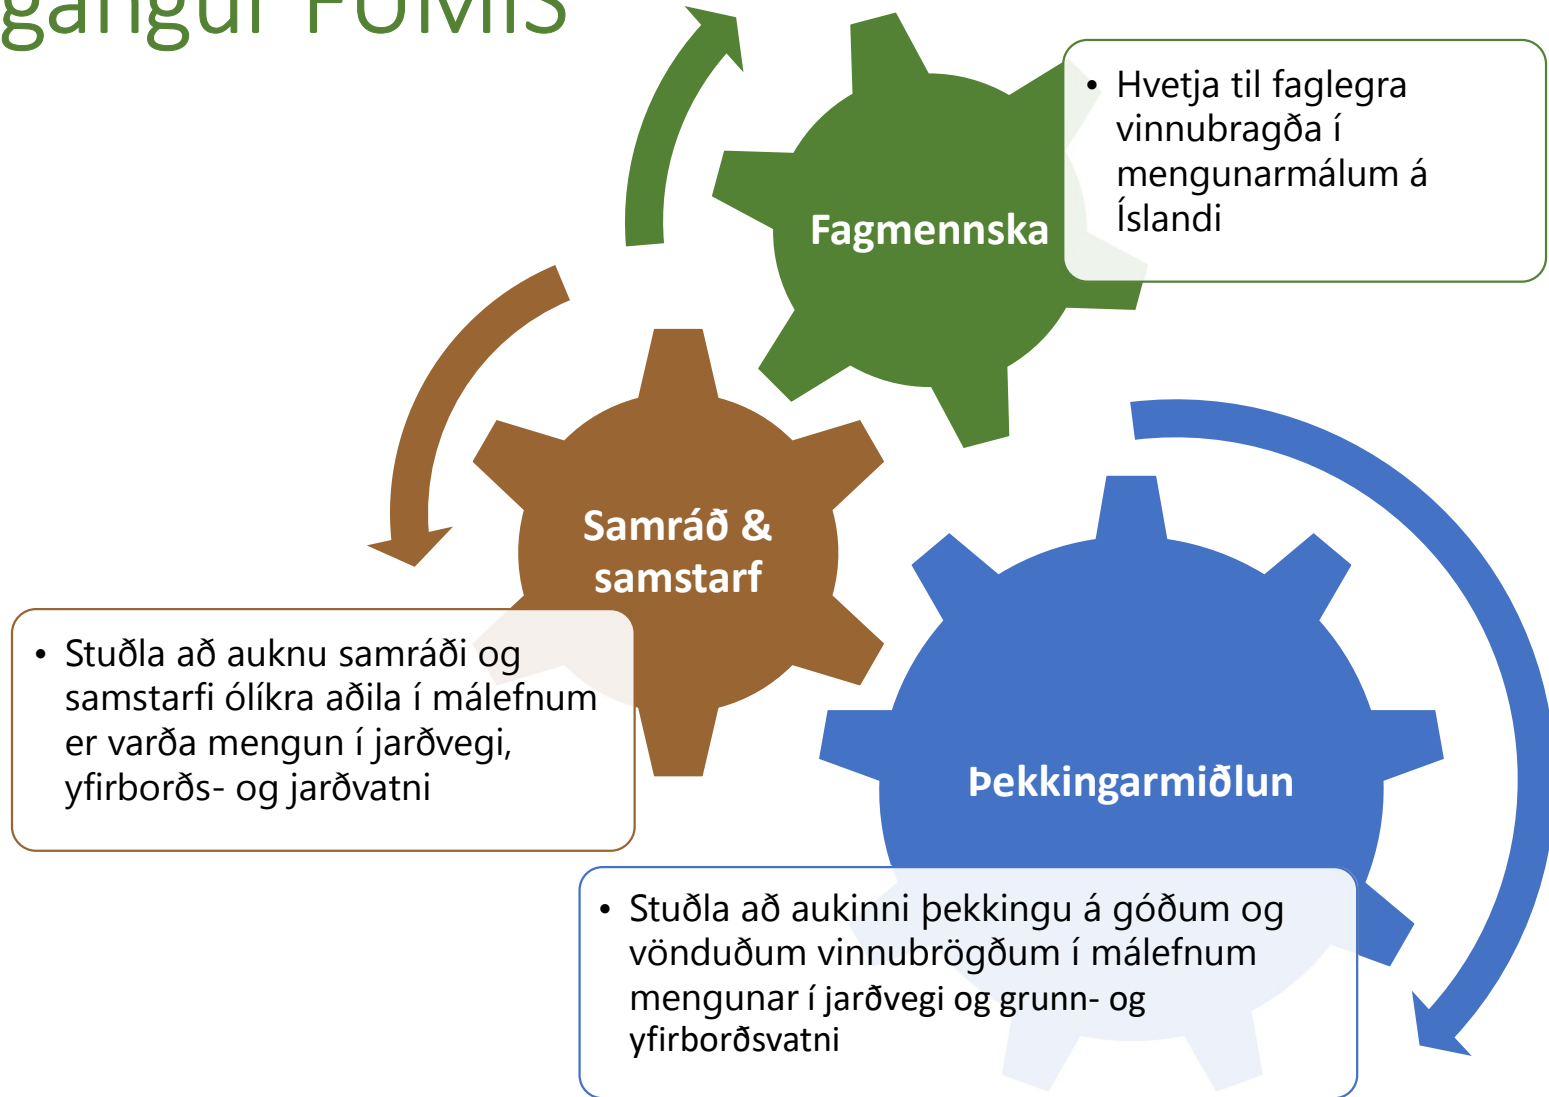 gangur FUMÍS
• Hvetja til faglegra
vinnubragða í
mengunarmálum á
Íslandi
Fagmennska
Samráð &
samstarf
• Stuðla að auknu samráði og
samstarfi ólíkra aðila í málefnum
er varða mengun í jarðvegi,
yfirborðs- og jarðvatni
Þekkingarmiðlun
• Stuðla að aukinni þekkingu á góðum og
vönduðum vinnubrögðum í málefnum
mengunar í jarðvegi og grunn- og
yfirborðsvatni